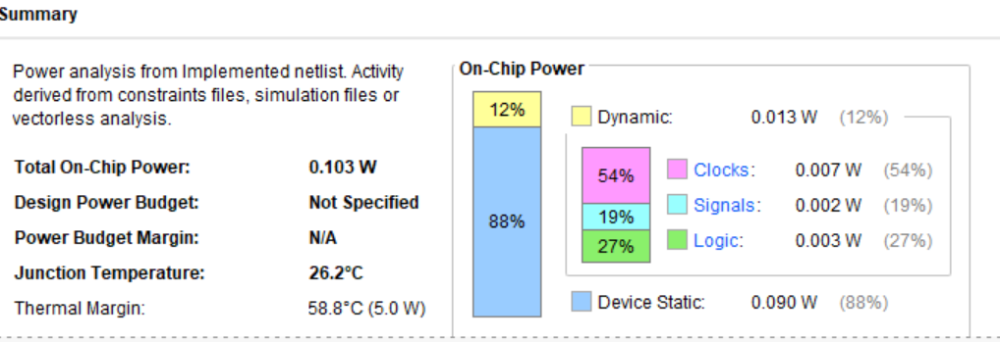 Summary
Power analysis from Implemented netlist. Activity
derived from constraints files, simulation files or
vectorless analysis.
Total On-Chip Power: 0.103 W
Design Power Budget: Not Specified
Power Budget Margin: N/A
Junction Temperature: 26.2°C
Thermal Margin: 58.8°C (5.0 W)
On-Chip Power
12%
88%
Dynamic: 0.013 W (12%)
54%
19%
27%
Clocks: 0.007 W (54%)
Signals: 0.002 W (19%)
Logic: 0.003 W (27%)
Device Static: 0.090 W (88%)